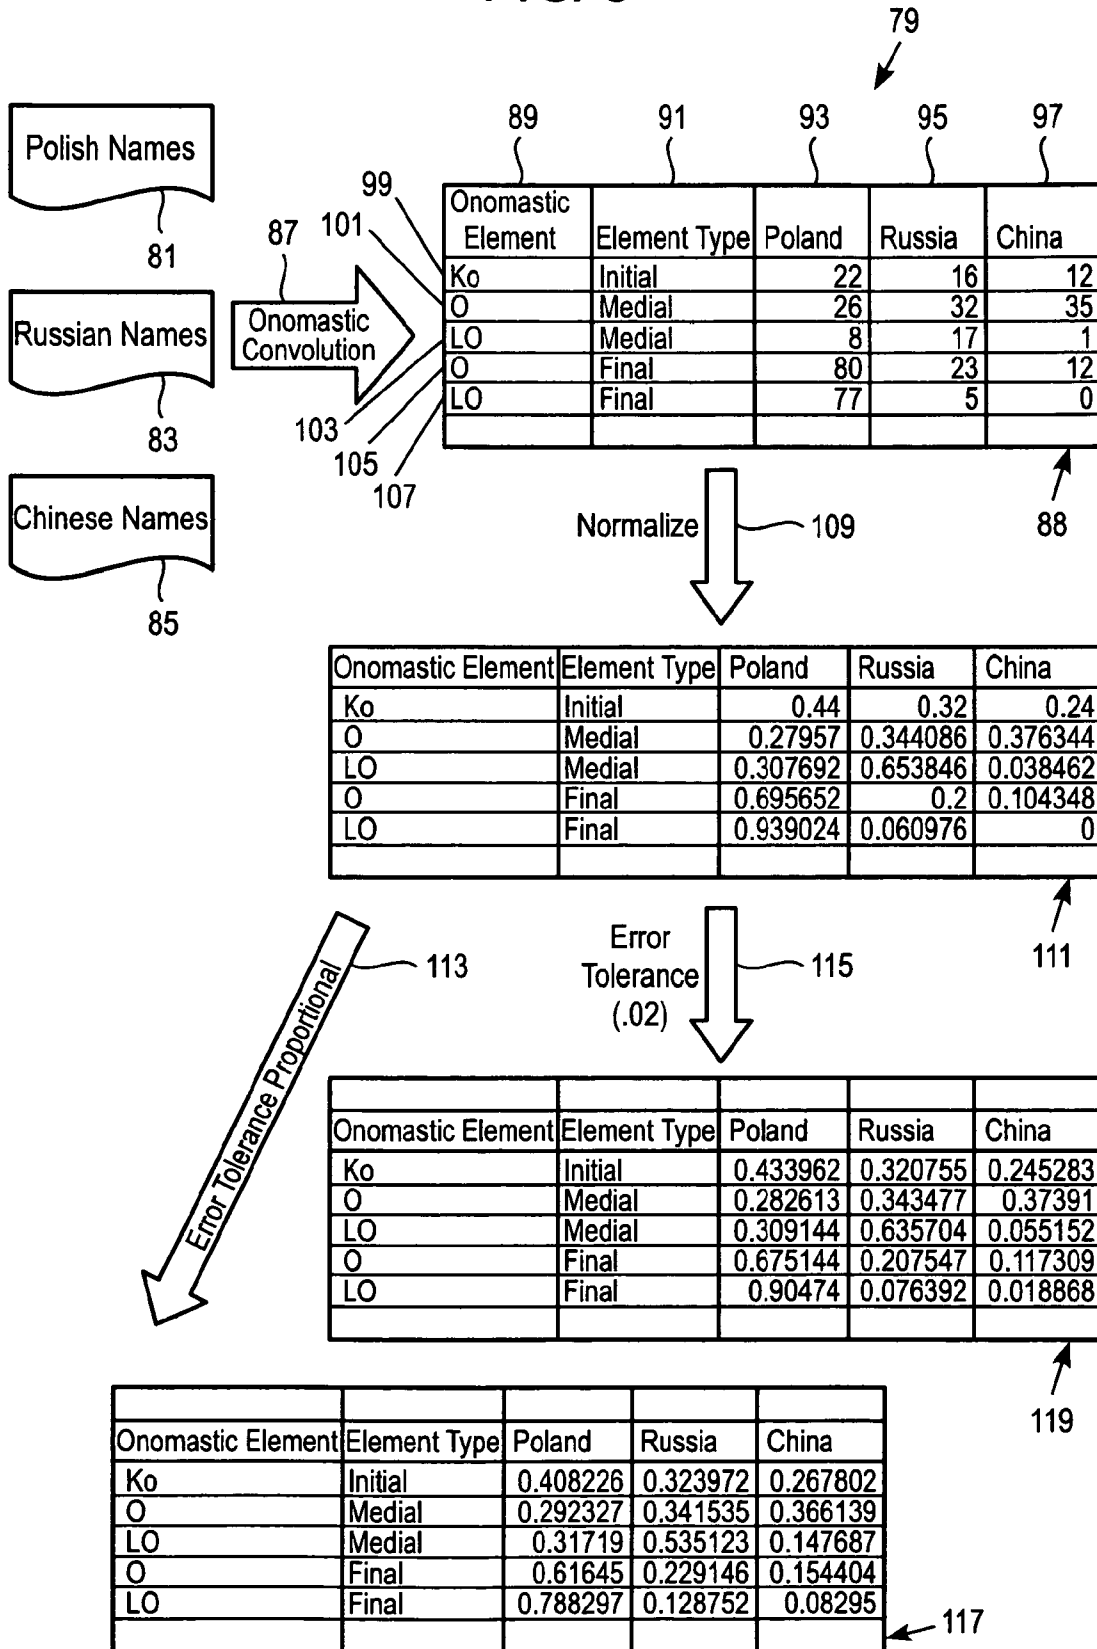 79
Polish Names
81
Russian Names
83
Chinese Names
85
87
Onomastic
Convolution
89 91 93 95 97
99
101
103
105
107
Onomastic
Element Element Type Poland Russia China
Ko Initial 22 16 12
O Medial 26 32 35
LO Medial 8 17 1
O Final 80 23 12
LO Final 77 5 0
88
Normalize 109
Onomastic Element Element Type Poland Russia China
Ko Initial 0.44 0.32 0.24
O Medial 0.27957 0.344086 0.376344
LO Medial 0.307692 0.653846 0.038462
O Final 0.695652 0.2 0.104348
LO Final 0.939024 0.060976 0
111
Error Tolerance Proportional
113
Error
Tolerance
(.02)
115
Onomastic Element Element Type Poland Russia China
Ko Initial 0.433962 0.320755 0.245283
O Medial 0.282613 0.343477 0.37391
LO Medial 0.309144 0.635704 0.055152
O Final 0.675144 0.207547 0.117309
LO Final 0.90474 0.076392 0.018868
119
Onomastic Element Element Type Poland Russia China
Ko Initial 0.408226 0.323972 0.267802
O Medial 0.292327 0.341535 0.366139
LO Medial 0.31719 0.535123 0.147687
O Final 0.61645 0.229146 0.154404
LO Final 0.788297 0.128752 0.08295
117